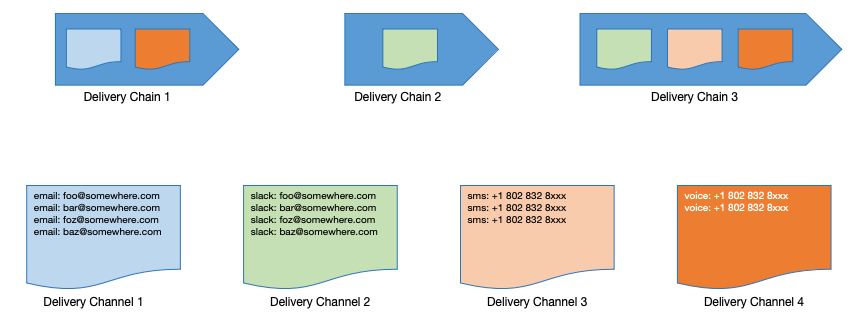 Delivery Chain 1
Delivery Chain 2
Delivery Chain 3
email: foo@somewhere.com
email: bar@somewhere.com
email: foz@somewhere.com
email: baz@somewhere.com
Delivery Channel 1
slack: foo@somewhere.com
slack: bar@somewhere.com
slack: foz@somewhere.com
slack: baz@somewhere.com
Delivery Channel 2
sms: +1 802 832 8xxx
sms: +1 802 832 8xxx
sms: +1 802 832 8xxx
Delivery Channel 3
voice: +1 802 832 8xxx
voice: +1 802 832 8xxx
Delivery Channel 4